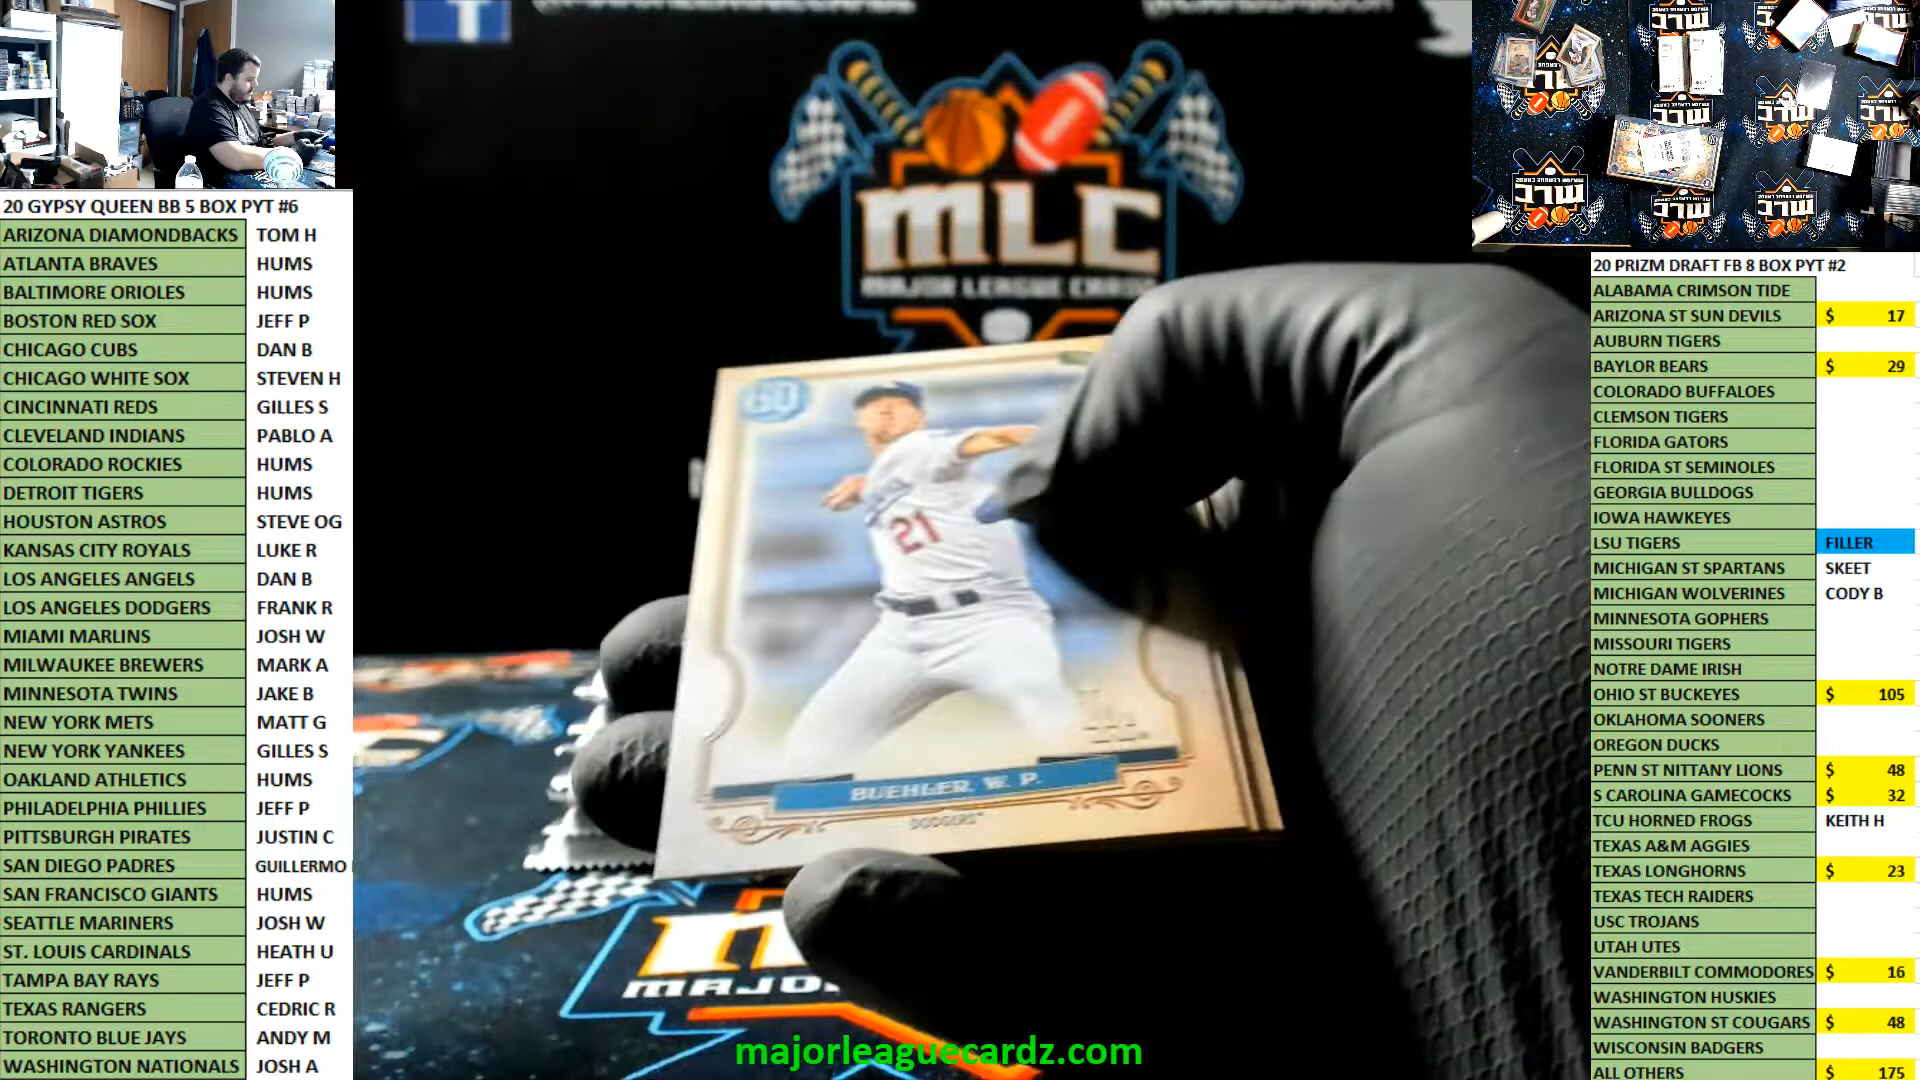 20 GYPSY QUEEN BB 5 BOX PYT #6
ARIZONA DIAMONDBACKS TOM H
ATLANTA BRAVES HUMS
BALTIMORE ORIOLES HUMS
BOSTON RED SOX JEFF P
CHICAGO CUBS DAN B
CHICAGO WHITE SOX STEVEN H
CINCINNATI REDS GILLES S
CLEVELAND INDIANS PABLO A
COLORADO ROCKIES HUMS
DETROIT TIGERS HUMS
HOUSTON ASTROS STEVE OG
KANSAS CITY ROYALS LUKE R
LOS ANGELES ANGELS DAN B
LOS ANGELES DODGERS FRANK R
MIAMI MARLINS JOSH W
MILWAUKEE BREWERS MARK A
MINNESOTA TWINS JAKE B
NEW YORK METS MATT G
NEW YORK YANKEES GILLES S
OAKLAND ATHLETICS HUMS
PHILADELPHIA PHILLIES JEFF P
PITTSBURGH PIRATES JUSTIN C
SAN DIEGO PADRES GUILLERMO
SAN FRANCISCO GIANTS HUMS
SEATTLE MARINERS JOSH W
ST. LOUIS CARDINALS HEATH U
TAMPA BAY RAYS JEFF P
TEXAS RANGERS CEDRIC R
TORONTO BLUE JAYS ANDY M
WASHINGTON NATIONALS JOSH A
MLC
MAJOR LEAGUE CARDZ
GQ
21
BUEHLER, W. P.
DODGERS
MAJO
majorleaguecardz.com
MLC
20 PRIZM DRAFT FB 8 BOX PYT #2
ALABAMA CRIMSON TIDE
ARIZONA ST SUN DEVILS $ 17
AUBURN TIGERS
BAYLOR BEARS $ 29
COLORADO BUFFALOES
CLEMSON TIGERS
FLORIDA GATORS
FLORIDA ST SEMINOLES
GEORGIA BULLDOGS
IOWA HAWKEYES
LSU TIGERS FILLER
MICHIGAN ST SPARTANS SKEET
MICHIGAN WOLVERINES CODY B
MINNESOTA GOPHERS
MISSOURI TIGERS
NOTRE DAME IRISH
OHIO ST BUCKEYES $ 105
OKLAHOMA SOONERS
OREGON DUCKS
PENN ST NITTANY LIONS $ 48
S CAROLINA GAMECOCKS $ 32
TCU HORNED FROGS KEITH H
TEXAS A&M AGGIES
TEXAS LONGHORNS $ 23
TEXAS TECH RAIDERS
USC TROJANS
UTAH UTES
VANDERBILT COMMODORES $ 16
WASHINGTON HUSKIES
WASHINGTON ST COUGARS $ 48
WISCONSIN BADGERS
ALL OTHERS $ 175